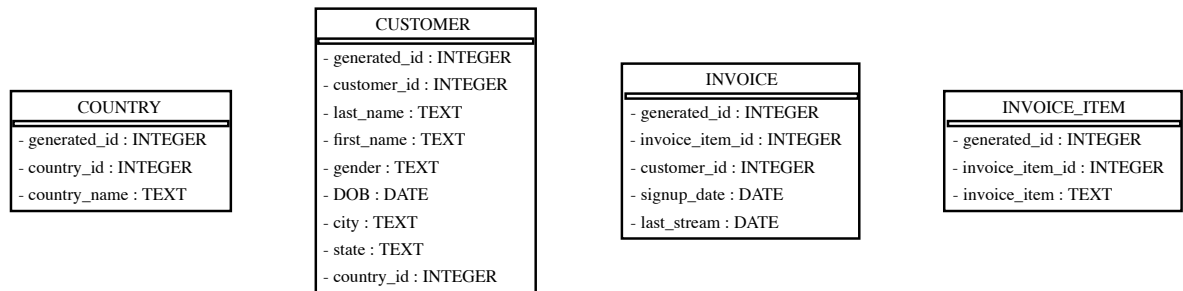 COUNTRY
- generated_id : INTEGER
- country_id : INTEGER
- country_name : TEXT
CUSTOMER
- generated_id : INTEGER
- customer_id : INTEGER
- last_name : TEXT
- first_name : TEXT
- gender : TEXT
- DOB : DATE
- city : TEXT
- state : TEXT
- country_id : INTEGER
INVOICE
- generated_id : INTEGER
- invoice_item_id : INTEGER
- customer_id : INTEGER
- signup_date : DATE
- last_stream : DATE
INVOICE_ITEM
- generated_id : INTEGER
- invoice_item_id : INTEGER
- invoice_item : TEXT